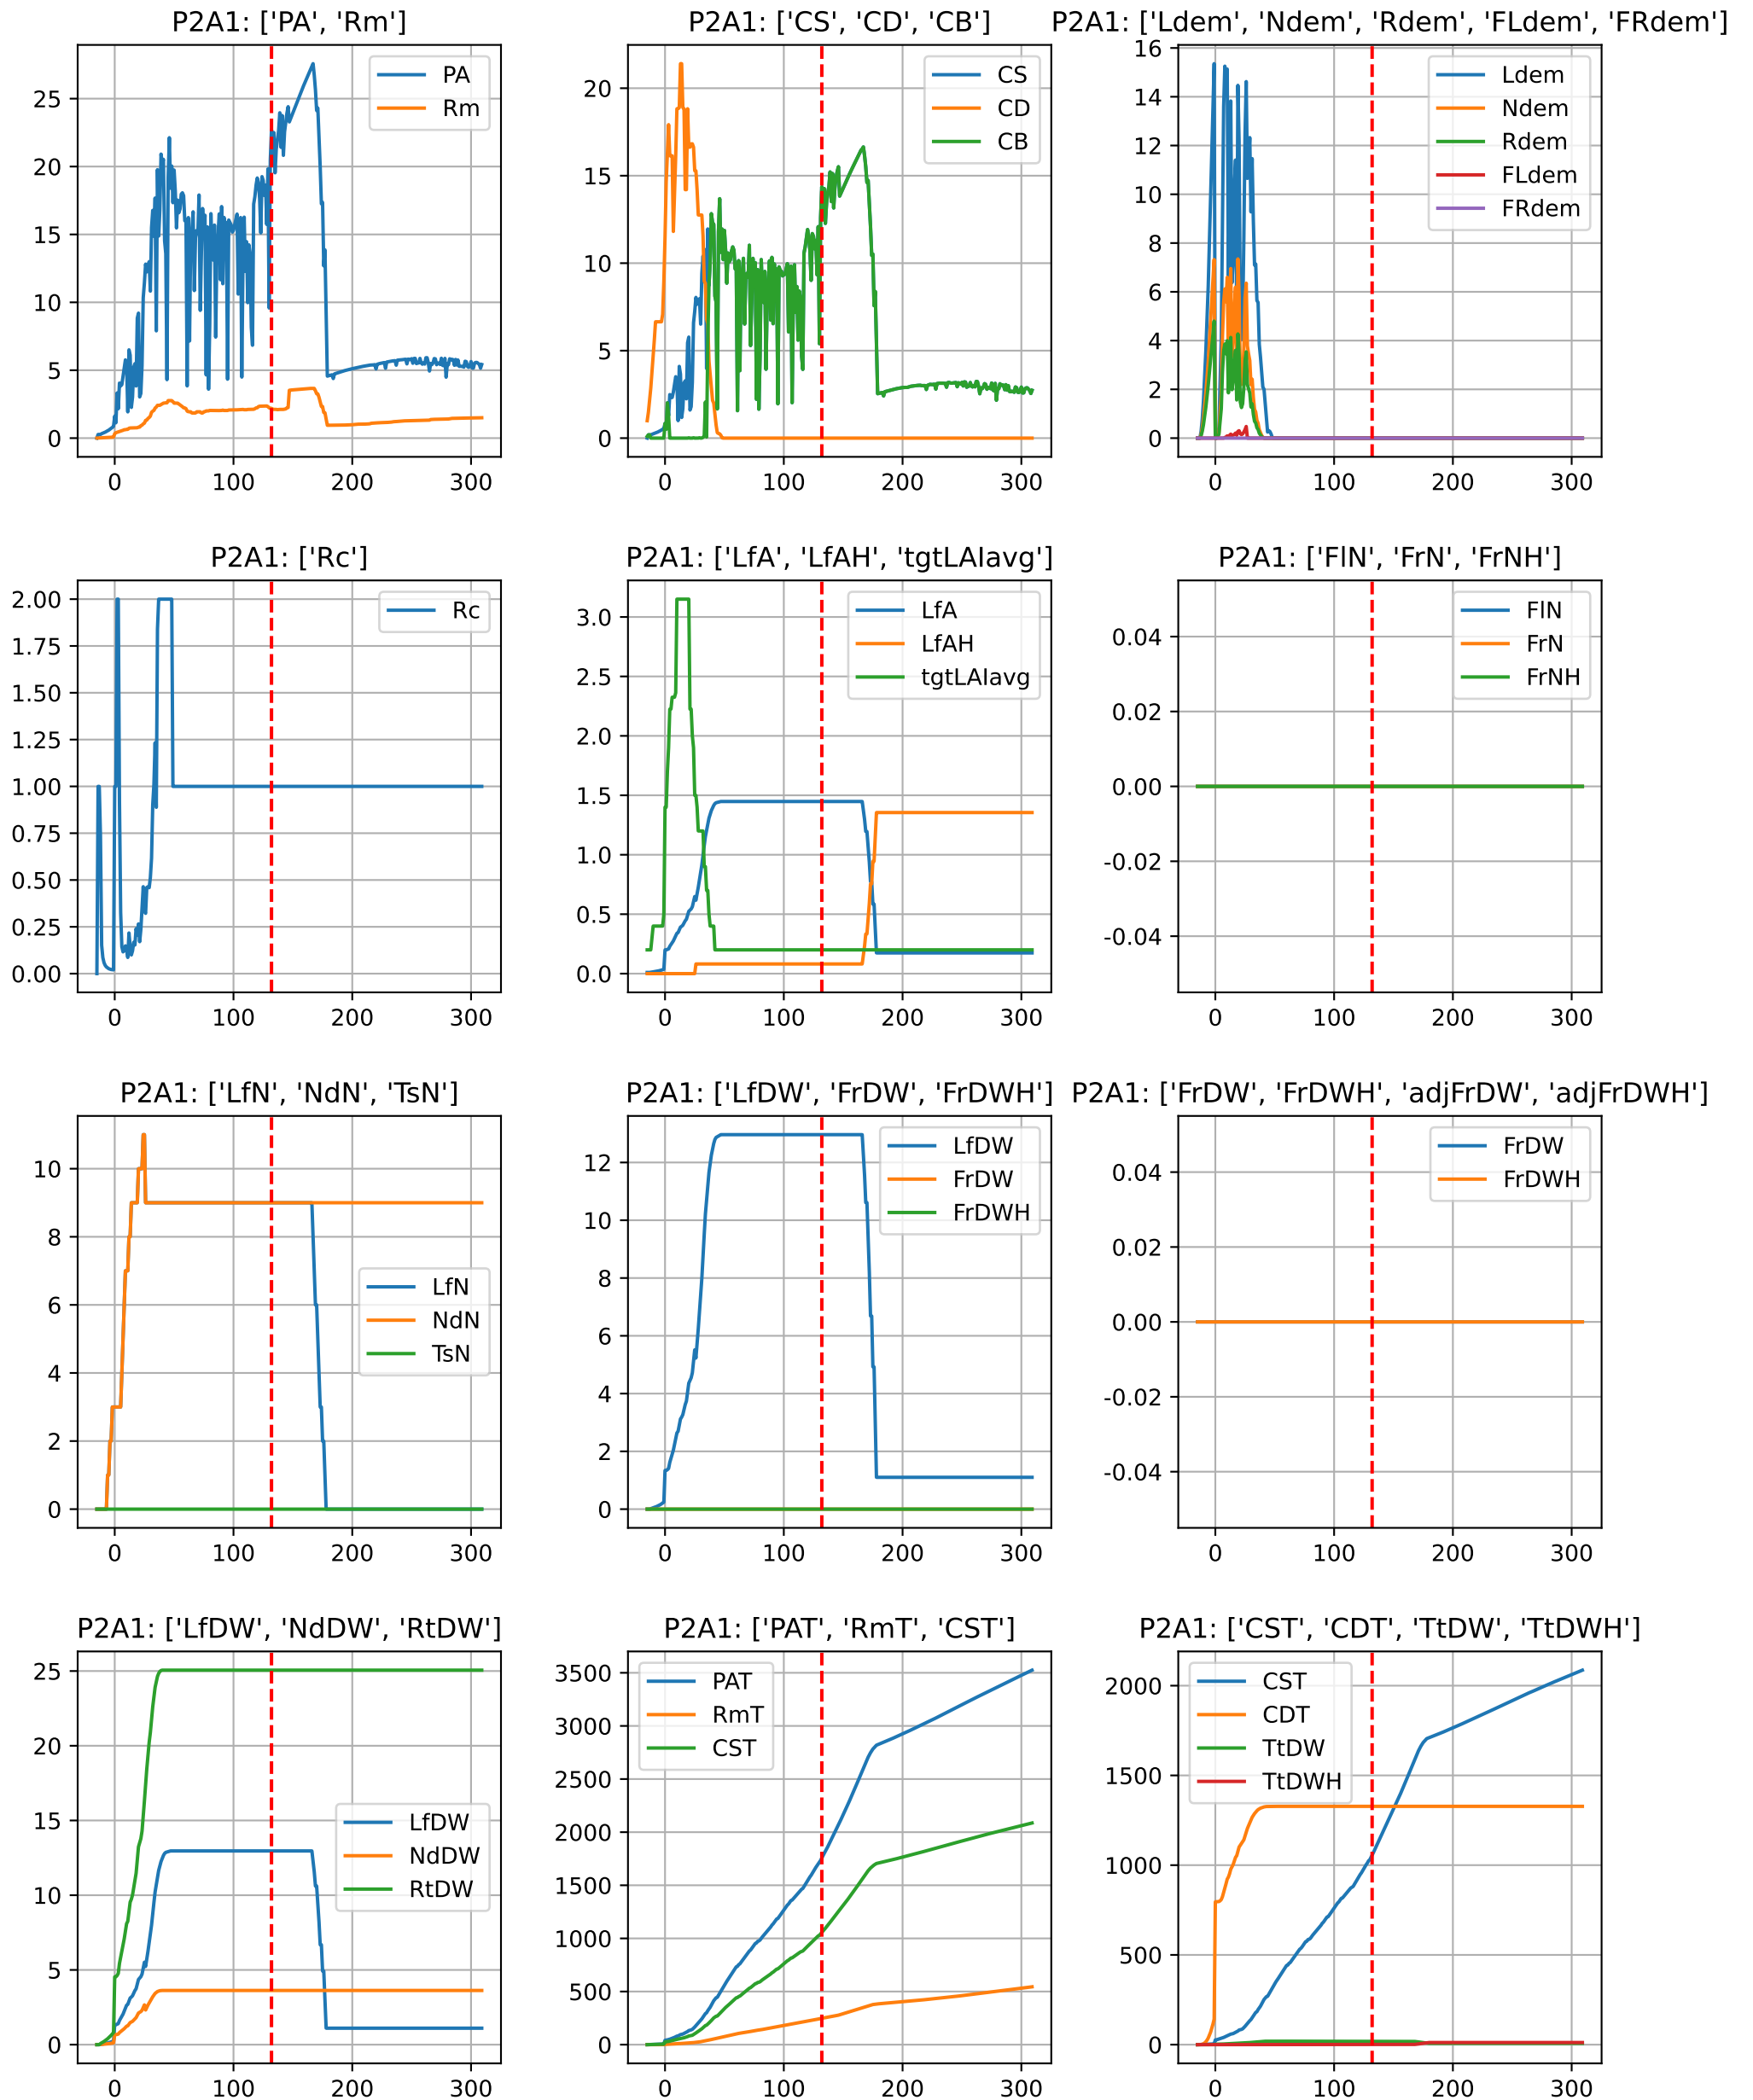 P2A1: ['PA', 'Rm']
PA
Rm
25
20
15
10
5
0
0 100 200 300
P2A1: ['CS', 'CD', 'CB']
CS
CD
CB
20
15
10
5
0
0 100 200 300
P2A1: ['Ldem', 'Ndem', 'Rdem', 'FLdem', 'FRdem']
Ldem
Ndem
Rdem
FLdem
FRdem
16
14
12
10
8
6
4
2
0
0 100 200 300
P2A1: ['Rc']
Rc
2.00
1.75
1.50
1.25
1.00
0.75
0.50
0.25
0.00
0 100 200 300
P2A1: ['LfA', 'LfAH', 'tgtLAIavg']
LfA
LfAH
tgtLAIavg
3.0
2.5
2.0
1.5
1.0
0.5
0.0
0 100 200 300
P2A1: ['FlN', 'FrN', 'FrNH']
FlN
FrN
FrNH
0.04
0.02
0.00
-0.02
-0.04
0 100 200 300
P2A1: ['LfN', 'NdN', 'TsN']
LfN
NdN
TsN
10
8
6
4
2
0
0 100 200 300
P2A1: ['LfDW', 'FrDW', 'FrDWH']
LfDW
FrDW
FrDWH
12
10
8
6
4
2
0
0 100 200 300
P2A1: ['FrDW', 'FrDWH', 'adjFrDW', 'adjFrDWH']
FrDW
FrDWH
0.04
0.02
0.00
-0.02
-0.04
0 100 200 300
P2A1: ['LfDW', 'NdDW', 'RtDW']
LfDW
NdDW
RtDW
25
20
15
10
5
0
0 100 200 300
P2A1: ['PAT', 'RmT', 'CST']
PAT
RmT
CST
3500
3000
2500
2000
1500
1000
500
0
0 100 200 300
P2A1: ['CST', 'CDT', 'TtDW', 'TtDWH']
CST
CDT
TtDW
TtDWH
2000
1500
1000
500
0
0 100 200 300